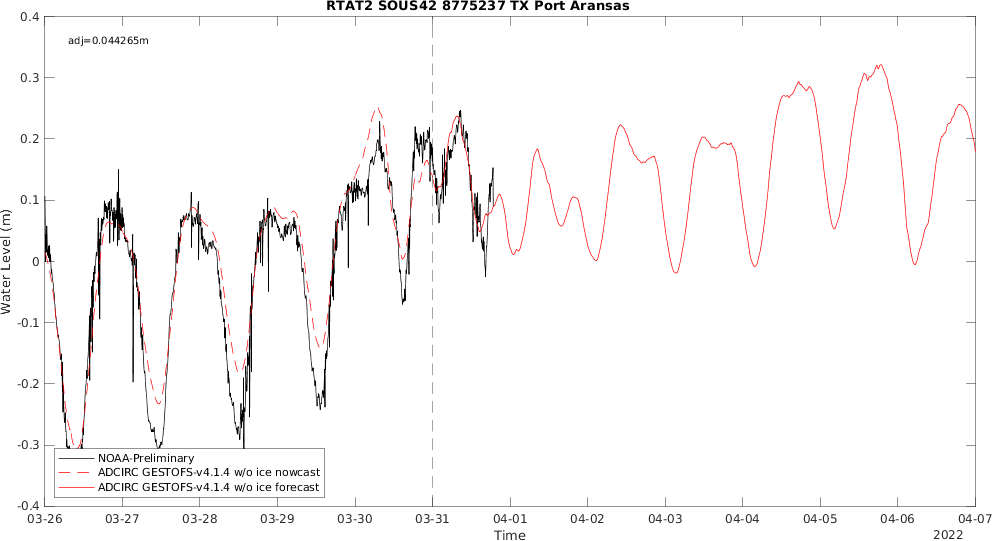 RTAT2 SOUS42 8775237 TX Port Aransas
adj=0.044265m
0.4
0.3
0.2
0.1
0
-0.1
-0.2
-0.3
-0.4
Water Level (m)
NOAA-Preliminary
ADCIRC GESTOFS-v4.1.4 w/o ice nowcast
ADCIRC GESTOFS-v4.1.4 w/o ice forecast
03-26 03-27 03-28 03-29 03-30 03-31 04-01 04-02 04-03 04-04 04-05 04-06 04-07
Time
2022